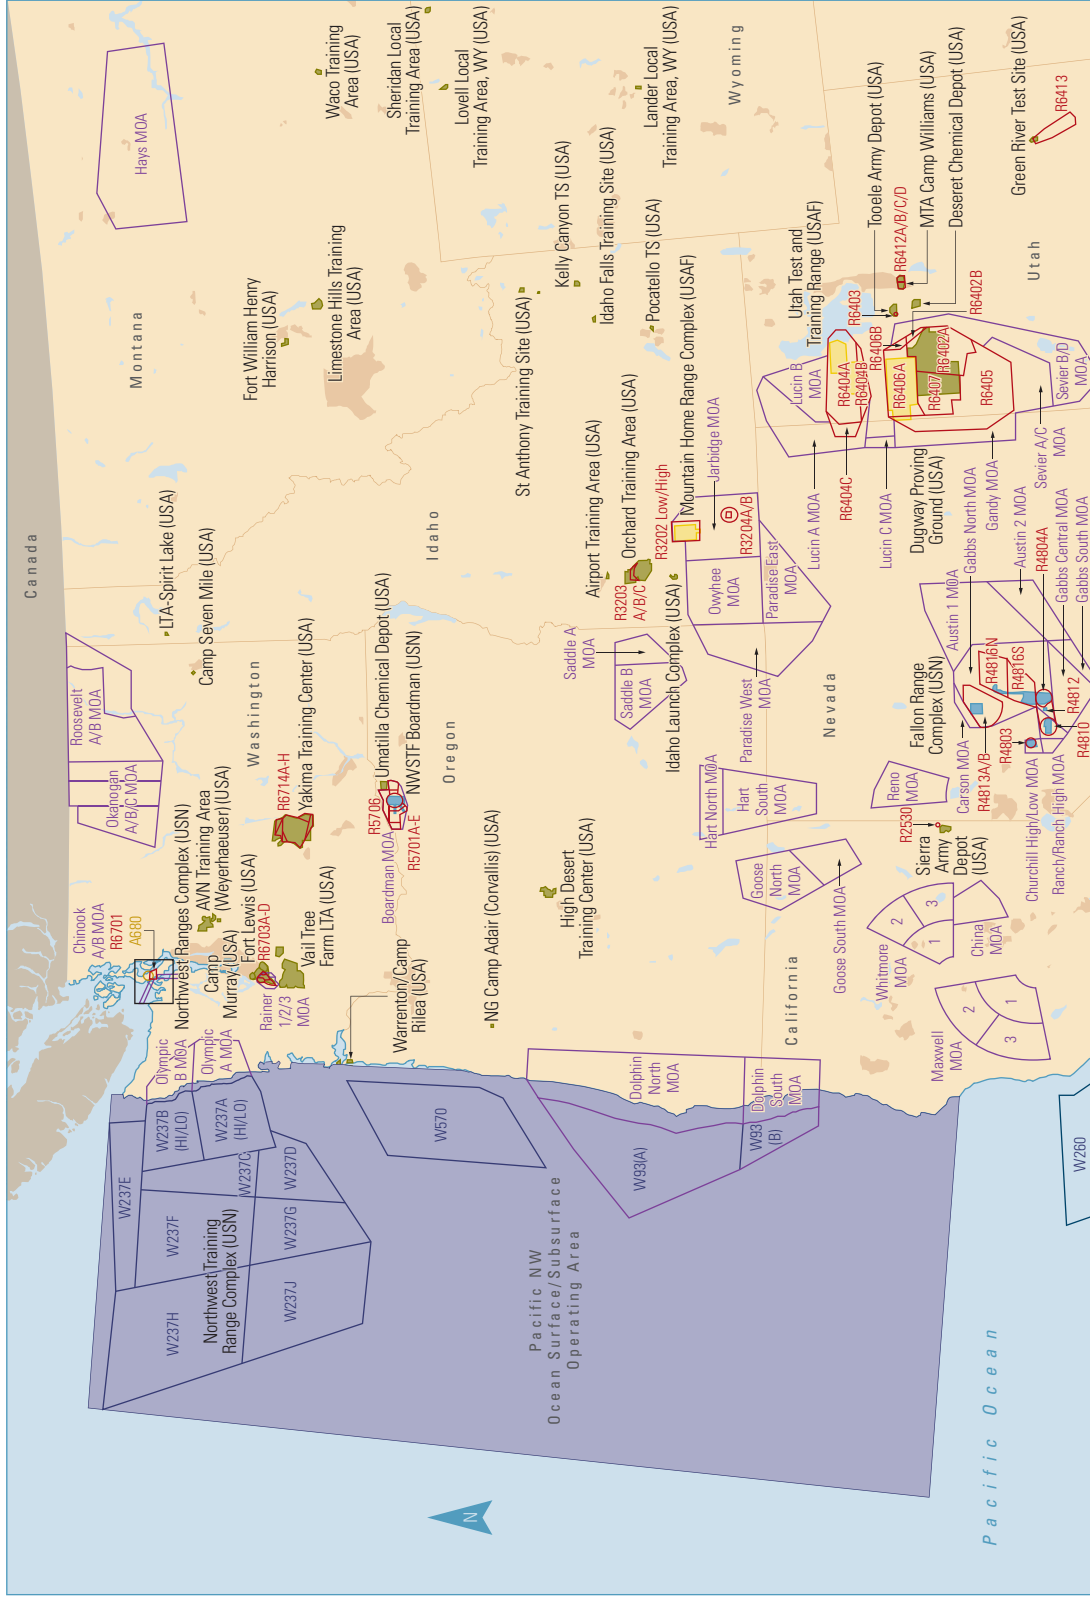 Canada
Hays MOA
Montana
Waco Training
Area (USA)
Sheridan Local
Training Area (USA)
Lovell Local
Training Area, WY (USA)
Lander Local
Training Area, WY (USA)
Wyoming
Fort William Henry
Harrison (USA)
Limestone Hills Training
Area (USA)
Kelly Canyon TS (USA)
Idaho Falls Training Site (USA)
Pocatello TS (USA)
St Anthony Training Site (USA)
Idaho
LTA-Spirit Lake (USA)
Camp Seven Mile (USA)
Roosevelt
A/B MOA
Okanogan
A/B/C MOA
Washington
Chinook
A/B MOA
R6701
A680
Northwest Ranges Complex (USN)
AVN Training Area
(Weyerhaeuser) (USA)
Camp
Murray (USA)
Fort Lewis (USA)
R6703A-D
Rainer
1/2/3
MOA
Vail Tree
Farm LTA (USA)
R6714A-H
Yakima Training Center (USA)
Umatilla Chemical Depot (USA)
NWSTF Boardman (USN)
R5706
R5701A-E
Boardman MOA
Oregon
Warrenton/Camp
Rilea (USA)
NG Camp Adair (Corvallis) (USA)
High Desert
Training Center (USA)
Olympic
B MOA
Olympic
A MOA
W237B
(HI/LO)
W237A
(HI/LO)
W237E
W237C
W237D
W237F
W237G
W237H
W237J
Northwest Training
Range Complex (USN)
W570
W93(A)
W93
(B)
Dolphin
North
MOA
Dolphin
South
MOA
Pacific NW
Ocean Surface/Subsurface
Operating Area
Pacific Ocean
N
W260
Airport Training Area (USA)
Orchard Training Area (USA)
R3203
A/B/C
R3202 Low/High
Mountain Home Range Complex (USAF)
Jarbidge MOA
R3204A/B
Owyhee
MOA
Paradise East
MOA
Paradise West
MOA
Saddle A
MOA
Saddle B
MOA
Idaho Launch Complex (USA)
Nevada
Hart North MOA
Hart
South
MOA
Goose
North
MOA
Goose South MOA
California
Reno
MOA
R2530
Sierra
Army
Depot
(USA)
Whitmore
MOA
1
2
3
China
MOA
Maxwell
MOA
1
2
3
Utah Test and
Training Range (USAF)
Lucin B
MOA
Lucin A MOA
Lucin C MOA
R6404A
R6404B
R6404C
R6403
R6406B
R6406A
R6407
R6402A
R6402B
R6405
Tooele Army Depot (USA)
R6412A/B/C/D
MTA Camp Williams (USA)
Deseret Chemical Depot (USA)
Green River Test Site (USA)
R6413
Utah
Sevier B/D
MOA
Sevier A/C
MOA
Gandy MOA
Dugway Proving
Ground (USA)
Gabbs North MOA
Austin 1 MOA
Austin 2 MOA
R4804A
Gabbs Central MOA
Gabbs South MOA
Fallon Range
Complex (USN)
R4816N
R4816S
Carson MOA
R4813A/B
R4803
R4812
R4810
Churchill High/Low MOA
Ranch/Ranch High MOA